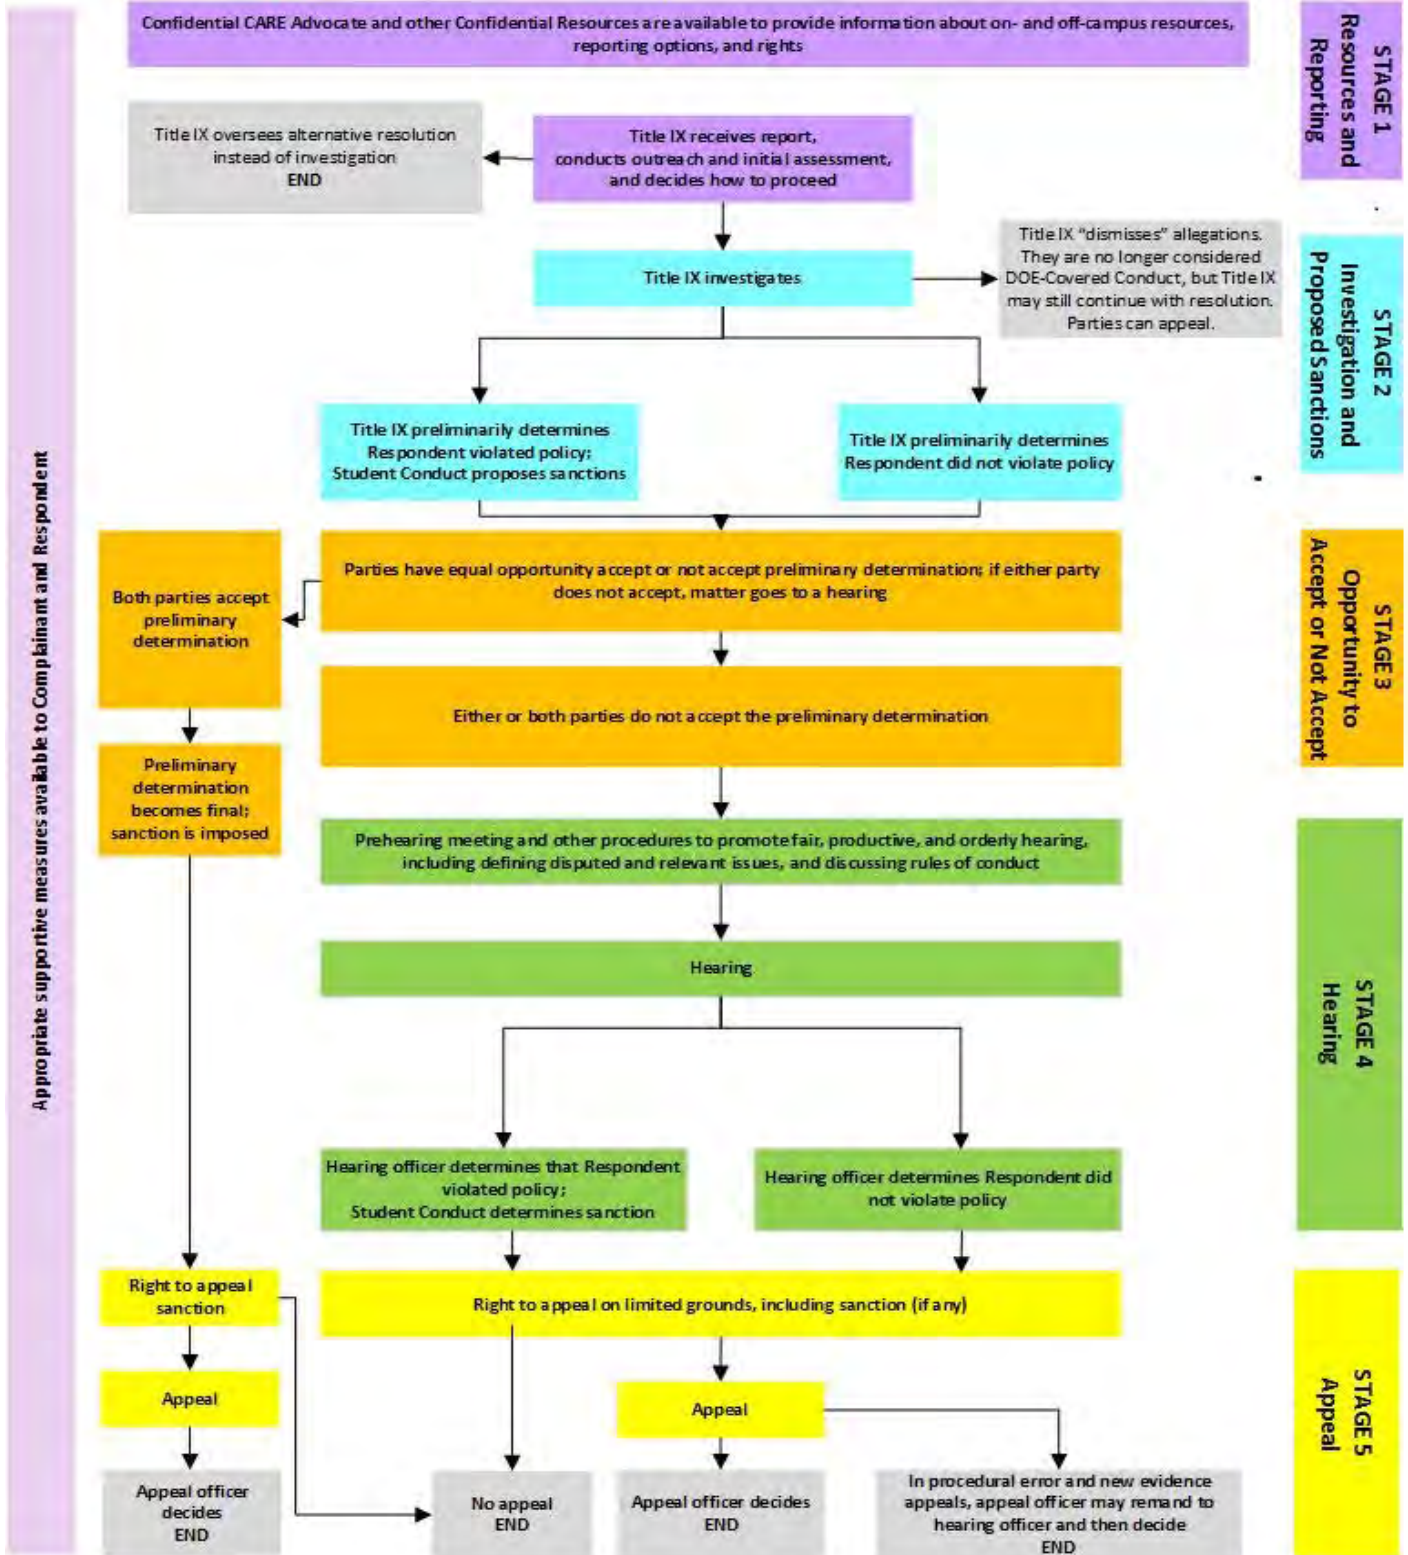 Confidential CARE Advocate and other Confidential Resources are available to provide information about on- and off-campus resources,
reporting options, and rights
STAGE 1
Resources and
Reporting
Title IX oversees alternative resolution
instead of investigation
END
Title IX receives report,
conducts outreach and initial assessment,
and decides how to proceed
Title IX investigates
Title IX "dismisses" allegations.
They are no longer considered
DOE-Covered Conduct, but Title IX
may still continue with resolution.
Parties can appeal.
STAGE 2
Investigation and
Proposed Sanctions
Title IX preliminarily determines
Respondent violated policy;
Student Conduct proposes sanctions
Title IX preliminarily determines
Respondent did not violate policy
Appropriate supportive measures available to Complainant and Respondent
Both parties accept
preliminary
determination
Parties have equal opportunity accept or not accept preliminary determination; if either party
does not accept, matter goes to a hearing
STAGE 3
Opportunity to
Accept or Not Accept
Either or both parties do not accept the preliminary determination
Preliminary
determination
becomes final;
sanction is imposed
Prehearing meeting and other procedures to promote fair, productive, and orderly hearing,
including defining disputed and relevant issues, and discussing rules of conduct
Hearing
STAGE 4
Hearing
Hearing officer determines that Respondent
violated policy;
Student Conduct determines sanction
Hearing officer determines Respondent did
not violate policy
Right to appeal
sanction
Right to appeal on limited grounds, including sanction (if any)
STAGE 5
Appeal
Appeal
Appeal
Appeal officer
decides
END
No appeal
END
Appeal officer decides
END
In procedural error and new evidence
appeals, appeal officer may remand to
hearing officer and then decide
END